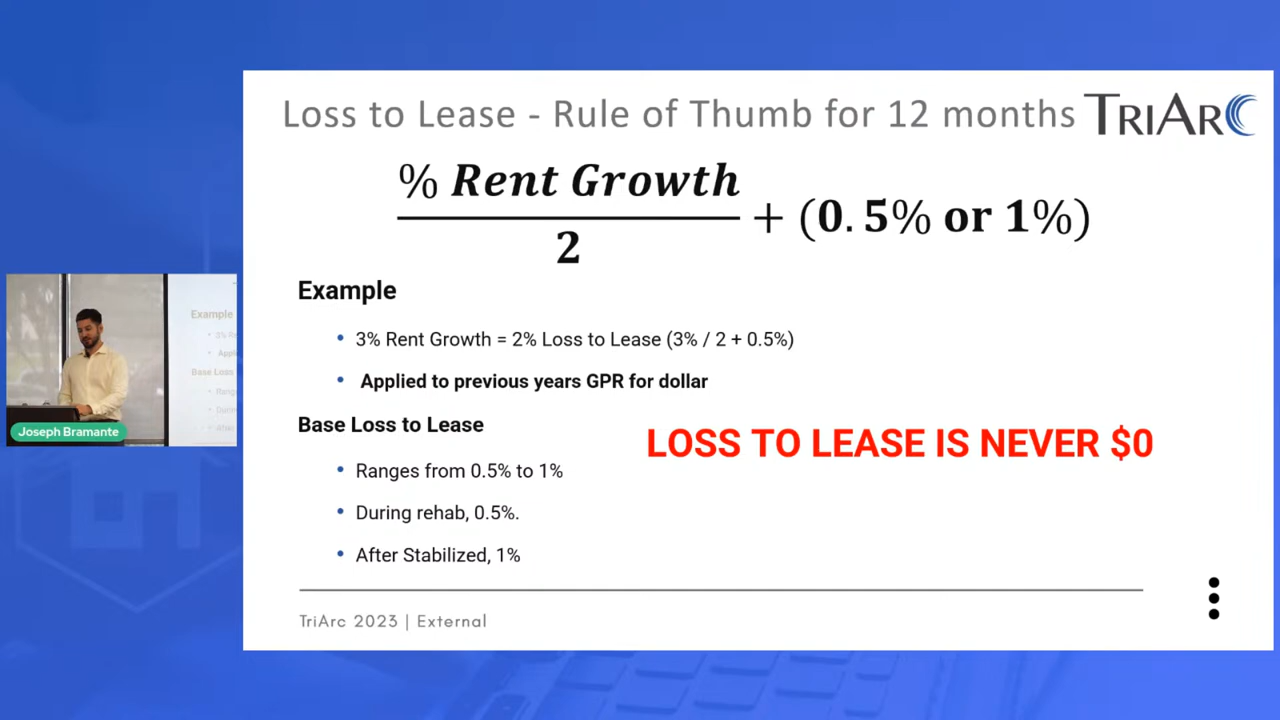 Loss to Lease - Rule of Thumb for 12 months
TRIARC
% Rent Growth
2
+ (0.5% or 1%)
Example
• 3% Rent Growth = 2% Loss to Lease (3% / 2 + 0.5%)
• Applied to previous years GPR for dollar
Base Loss to Lease
LOSS TO LEASE IS NEVER $0
• Ranges from 0.5% to 1%
• During rehab, 0.5%.
• After Stabilized, 1%
TriArc 2023 | External
Example
Base Loss
Joseph Bramante